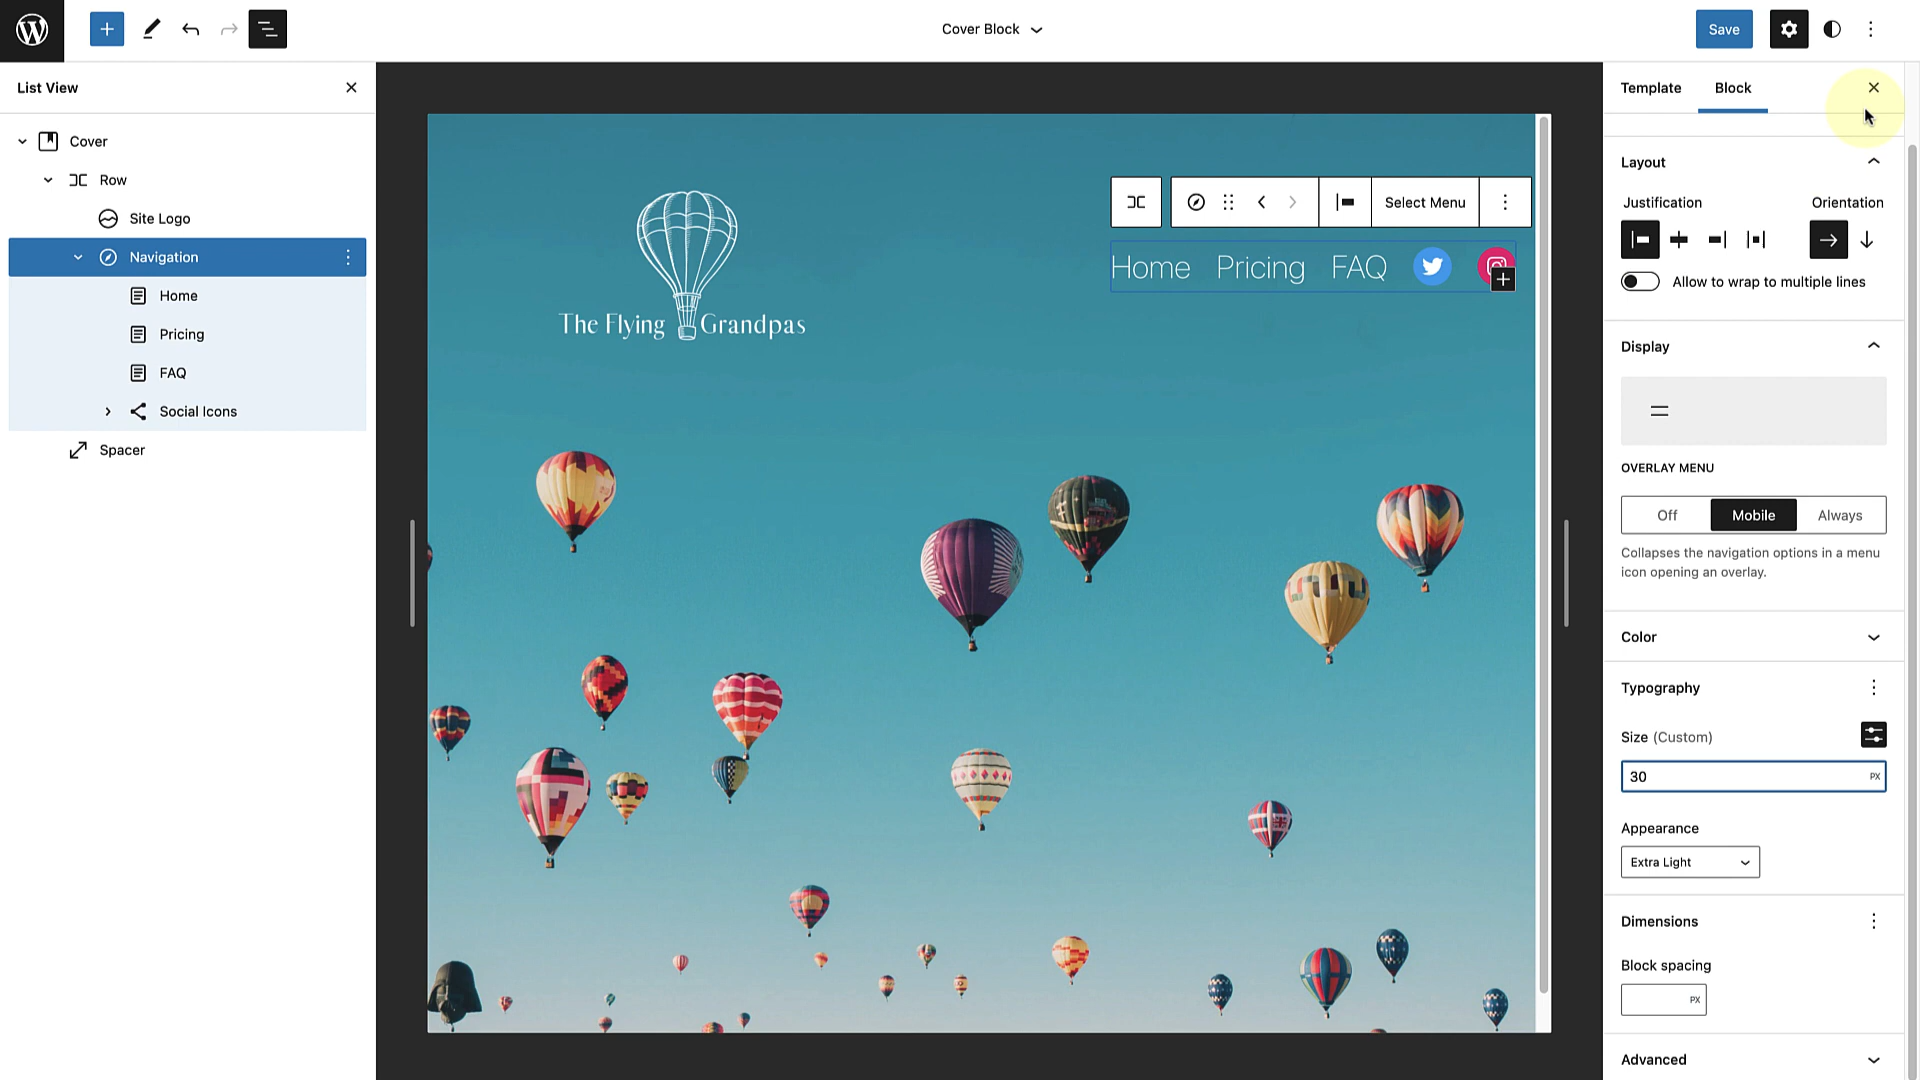 Cover Block
Save
List View
Cover
Row
Site Logo
Navigation
Home
Pricing
FAQ
Social Icons
Spacer
Select Menu
Home Pricing FAQ
The Flying Grandpas
Template Block
Layout
Justification Orientation
Allow to wrap to multiple lines
Display
OVERLAY MENU
Off Mobile Always
Collapses the navigation options in a menu
icon opening an overlay.
Color
Typography
Size (Custom)
30 PX
Appearance
Extra Light
Dimensions
Block spacing
PX
Advanced